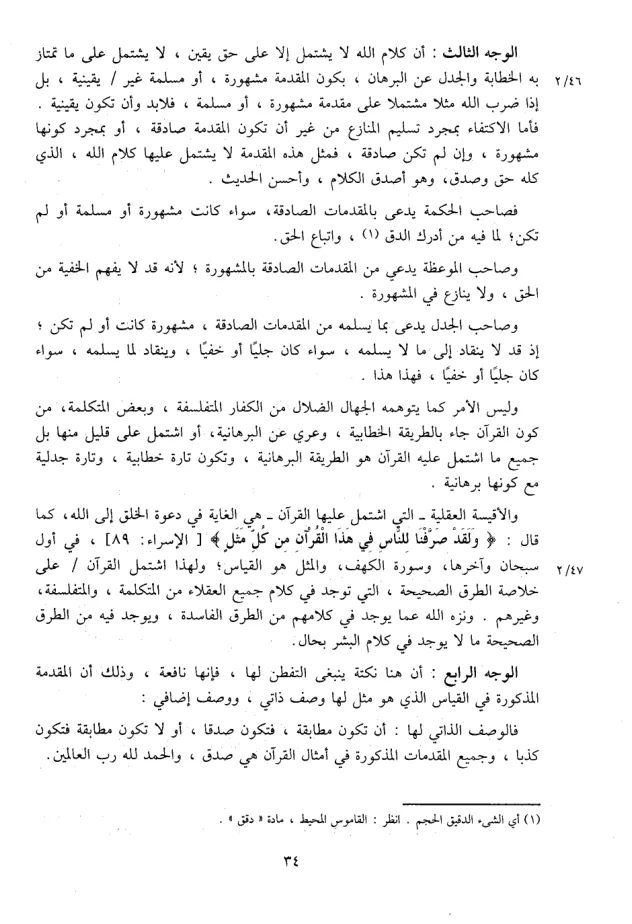 الوجه الثالث : أن كلام الله لا يشتمل إلا على حق يقين ، لا يشتمل على ما تمتاز
٢/٤٦ به الخطابة والجدل عن البرهان ، بكون المقدمة مشهورة ، أو مسلمة غير / يقينية ، بل
إذا ضرب الله مثلا مشتملا على مقدمة مشهورة ، أو مسلمة ، فلابد وأن تكون يقينية .
فأما الاكتفاء بمجرد تسليم المنازع من غير أن تكون المقدمة صادقة ، أو بمجرد كونها
مشهورة ، وإن لم تكن صادقة ، فمثل هذه المقدمة لا يشتمل عليها كلام الله ، الذي
كله حق وصدق، وهو أصدق الكلام ، وأحسن الحديث .
فصاحب الحكمة يدعى بالمقدمات الصادقة، سواء كانت مشهورة أو مسلمة أو لم
تكن؛ لما فيه من أدرك الدق (١) ، واتباع الحق.
وصاحب الموعظة يدعي من المقدمات الصادقة بالمشهورة ؛ لأنه قد لا يفهم الخفية من
الحق ، ولا ينازع في المشهورة .
وصاحب الجدل يدعى بما يسلمه من المقدمات الصادقة ، مشهورة كانت أو لم تكن ؛
إذ قد لا ينقاد إلى ما لا يسلمه ، سواء كان جليًا أو خفيًا ، وينقاد لما يسلمه ، سواء
كان جليًا أو خفيًا ، فهذا هذا .
وليس الأمر كما يتوهمه الجهال الضلال من الكفار المتفلسفة ، وبعض المتكلمة، من
كون القرآن جاء بالطريقة الخطابية ، وعري عن البرهانية، أو اشتمل على قليل منها بل
جميع ما اشتمل عليه القرآن هو الطريقة البرهانية ، وتكون تارة خطابية ، وتارة جدلية
مع كونها برهانية .
والأقيسة العقلية ـ التي اشتمل عليها القرآن ـ هي الغاية في دعوة الخلق إلى الله، كما
قال : ﴿ وَلَقَدْ صَرَّفْنَا لِلنَّاسِ فِي هَذَا الْقُرْآنِ مِن كُلِّ مَثَلٍ ﴾ [ الإسراء: ٨٩] ، في أول
٢/٤٧ سبحان وآخرها، وسورة الكهف، والمثل هو القياس؛ ولهذا اشتمل القرآن / على
خلاصة الطرق الصحيحة ، التي توجد في كلام جميع العقلاء من المتكلمة ، والمتفلسفة،
وغيرهم . ونزه الله عما يوجد في كلامهم من الطرق الفاسدة ، ويوجد فيه من الطرق
الصحيحة ما لا يوجد في كلام البشر بحال.
الوجه الرابع : أن هنا نكتة ينبغى التفطن لها ، فإنها نافعة ، وذلك أن المقدمة
المذكورة في القياس الذي هو مثل لها وصف ذاتي ، ووصف إضافي :
فالوصف الذاتي لها : أن تكون مطابقة ، فتكون صدقا ، أو لا تكون مطابقة فتكون
كذبا ، وجميع المقدمات المذكورة في أمثال القرآن هي صدق ، والحمد لله رب العالمين.
(١) أي الشىء الدقيق الحجم . انظر : القاموس المحيط ، مادة « دقق » .
٣٤